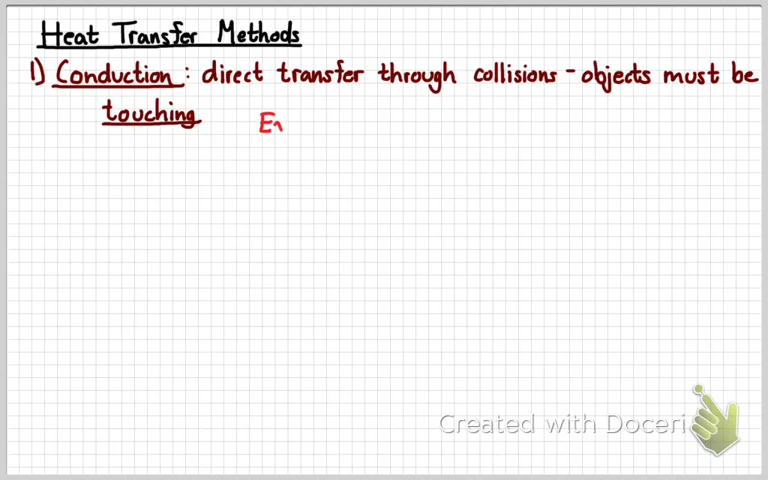 Heat Transfer Methods
1) Conduction : direct transfer through collisions - objects must be
touching
Created with Doceri